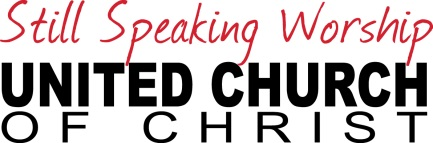 Still Speaking Worship
UNITED CHURCH
OF CHRIST